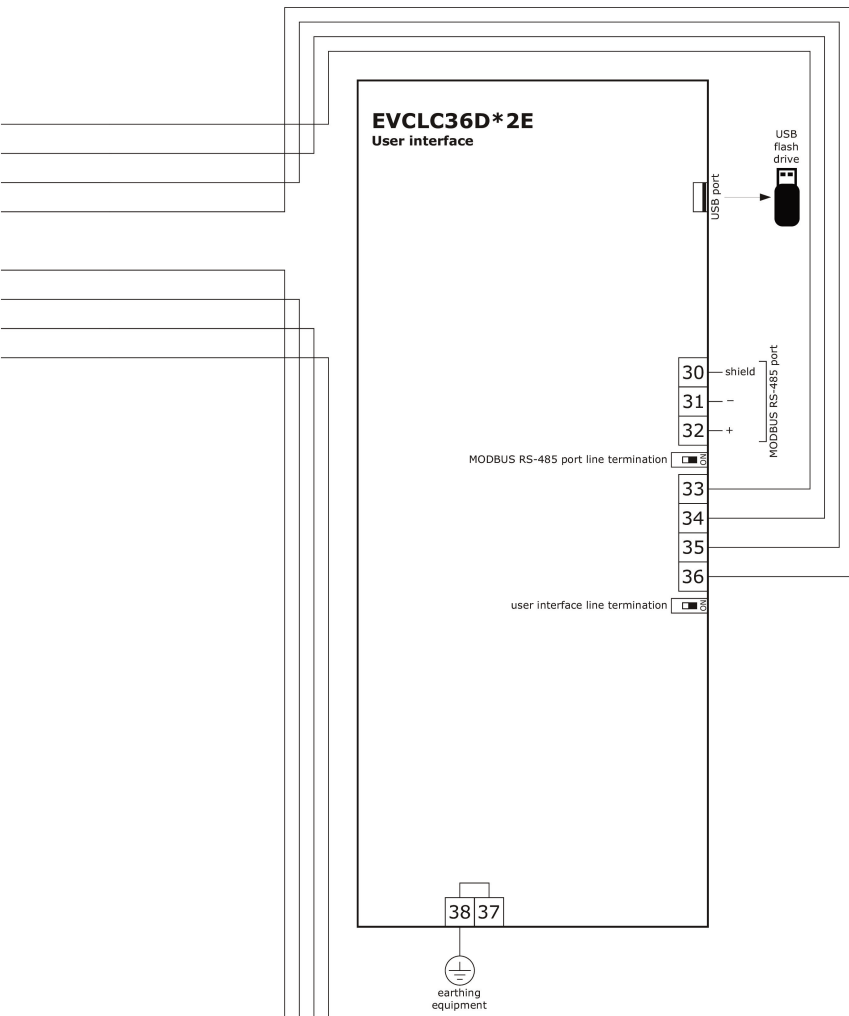 EVCLC36D*2E
User interface
USB
flash
drive
USB port
30
shield
31
–
32
+
MODBUS RS-485 port
MODBUS RS-485 port line termination
ON
33
34
35
36
user interface line termination
ON
38
37
earthing
equipment